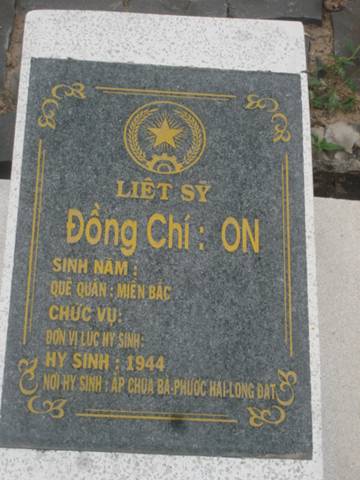 LIỆT SỸ
Đồng Chí : ON
SINH NĂM :
QUÊ QUÁN : MIỀN BẮC
CHỨC VỤ:
ĐƠN VỊ LÚC HY SINH:
HY SINH : 1944
NƠI HY SINH : ẤP CHÙA BÀ-PHƯỚC HẢI-LONG ĐẤT